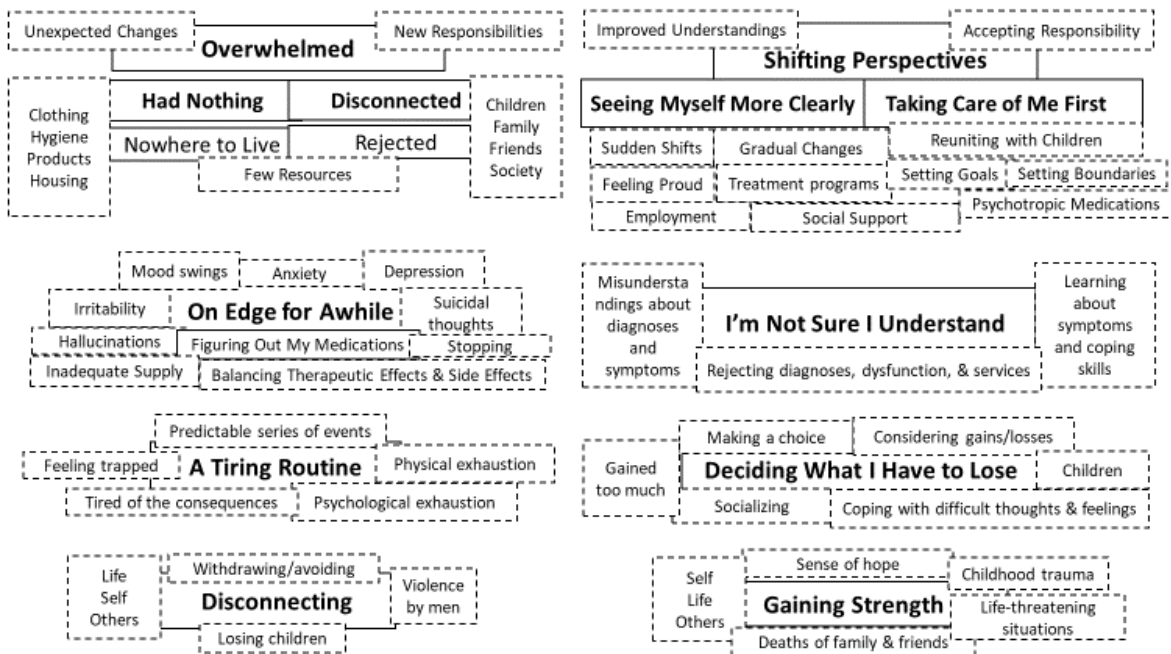 Unexpected Changes
New Responsibilities
Overwhelmed
Clothing
Hygiene
Products
Housing
Had Nothing
Disconnected
Nowhere to Live
Rejected
Few Resources
Children
Family
Friends
Society
Improved Understandings
Accepting Responsibility
Shifting Perspectives
Seeing Myself More Clearly
Taking Care of Me First
Sudden Shifts
Gradual Changes
Reuniting with Children
Feeling Proud
Treatment programs
Setting Goals
Setting Boundaries
Employment
Social Support
Psychotropic Medications
Mood swings
Anxiety
Depression
Irritability
On Edge for Awhile
Suicidal
thoughts
Hallucinations
Figuring Out My Medications
Stopping
Inadequate Supply
Balancing Therapeutic Effects & Side Effects
Misundersta
ndings about
diagnoses
and
symptoms
I'm Not Sure I Understand
Rejecting diagnoses, dysfunction, & services
Learning
about
symptoms
and coping
skills
Predictable series of events
Feeling trapped
A Tiring Routine
Physical exhaustion
Tired of the consequences
Psychological exhaustion
Gained
too much
Making a choice
Considering gains/losses
Deciding What I Have to Lose
Children
Socializing
Coping with difficult thoughts & feelings
Life
Self
Others
Withdrawing/avoiding
Disconnecting
Losing children
Violence
by men
Self
Life
Others
Sense of hope
Childhood trauma
Gaining Strength
Life-threatening
situations
Deaths of family & friends